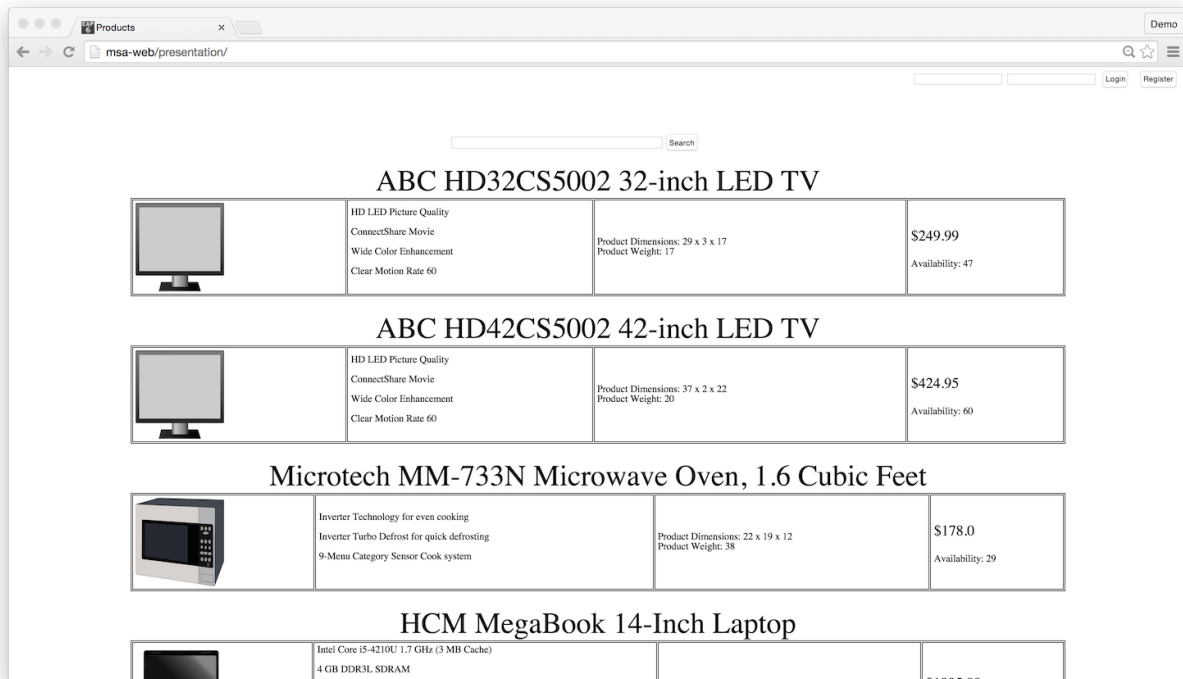 Products
Demo
msa-web/presentation/
Login Register
Search
ABC HD32CS5002 32-inch LED TV
HD LED Picture Quality
ConnectShare Movie
Wide Color Enhancement
Clear Motion Rate 60
Product Dimensions: 29 x 3 x 17
Product Weight: 17
$249.99
Availability: 47
ABC HD42CS5002 42-inch LED TV
HD LED Picture Quality
ConnectShare Movie
Wide Color Enhancement
Clear Motion Rate 60
Product Dimensions: 37 x 2 x 22
Product Weight: 20
$424.95
Availability: 60
Microtech MM-733N Microwave Oven, 1.6 Cubic Feet
Inverter Technology for even cooking
Inverter Turbo Defrost for quick defrosting
9-Menu Category Sensor Cook system
Product Dimensions: 22 x 19 x 12
Product Weight: 38
$178.0
Availability: 29
HCM MegaBook 14-Inch Laptop
Intel Core i5-4210U 1.7 GHz (3 MB Cache)
4 GB DDR3L SDRAM